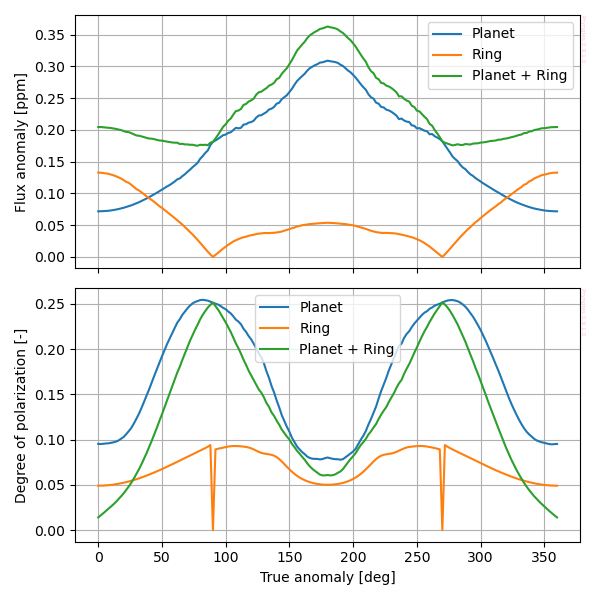 Flux anomaly [ppm]
0.35
0.30
0.25
0.20
0.15
0.10
0.05
0.00
Planet
Ring
Planet + Ring
Degree of polarization [-]
0.25
0.20
0.15
0.10
0.05
0.00
Planet
Ring
Planet + Ring
0 50 100 150 200 250 300 350
True anomaly [deg]